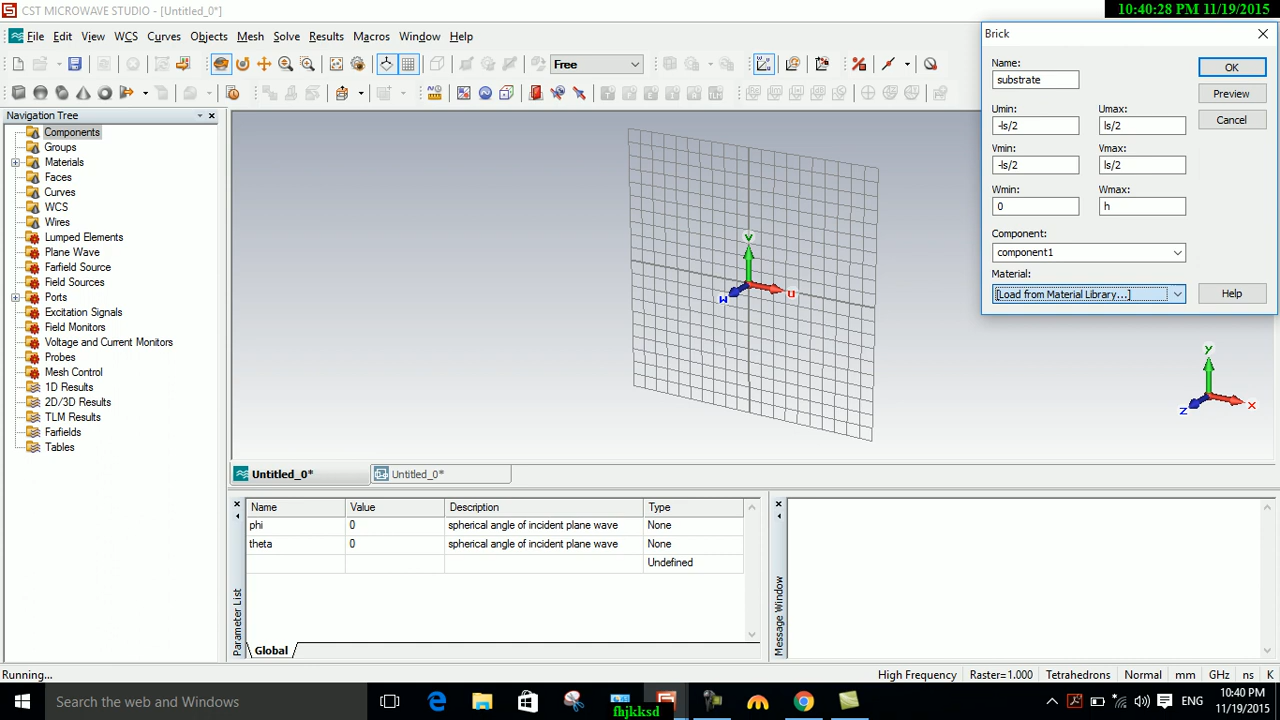 CST MICROWAVE STUDIO - [Untitled_0*]
10:40:28 PM 11/19/2015
File Edit View WCS Curves Objects Mesh Solve Results Macros Window Help
Free
Navigation Tree
Components
Groups
Materials
Faces
Curves
WCS
Wires
Lumped Elements
Plane Wave
Farfield Source
Field Sources
Ports
Excitation Signals
Field Monitors
Voltage and Current Monitors
Probes
Mesh Control
1D Results
2D/3D Results
TLM Results
Farfields
Tables
v
u
w
y
x
z
Brick
Name:
substrate
OK
Preview
Cancel
Umin: Umax:
-ls/2 ls/2
Vmin: Vmax:
-ls/2 ls/2
Wmin: Wmax:
0 h
Component:
component1
Material:
[Load from Material Library...]
Help
Untitled_0* Untitled_0*
Name Value Description Type
phi 0 spherical angle of incident plane wave None
theta 0 spherical angle of incident plane wave None
Undefined
Parameter List
Global
Message Window
Running...
High Frequency Raster=1.000 Tetrahedrons Normal mm GHz ns K
Search the web and Windows
fhjkksd
ENG
10:40 PM
11/19/2015